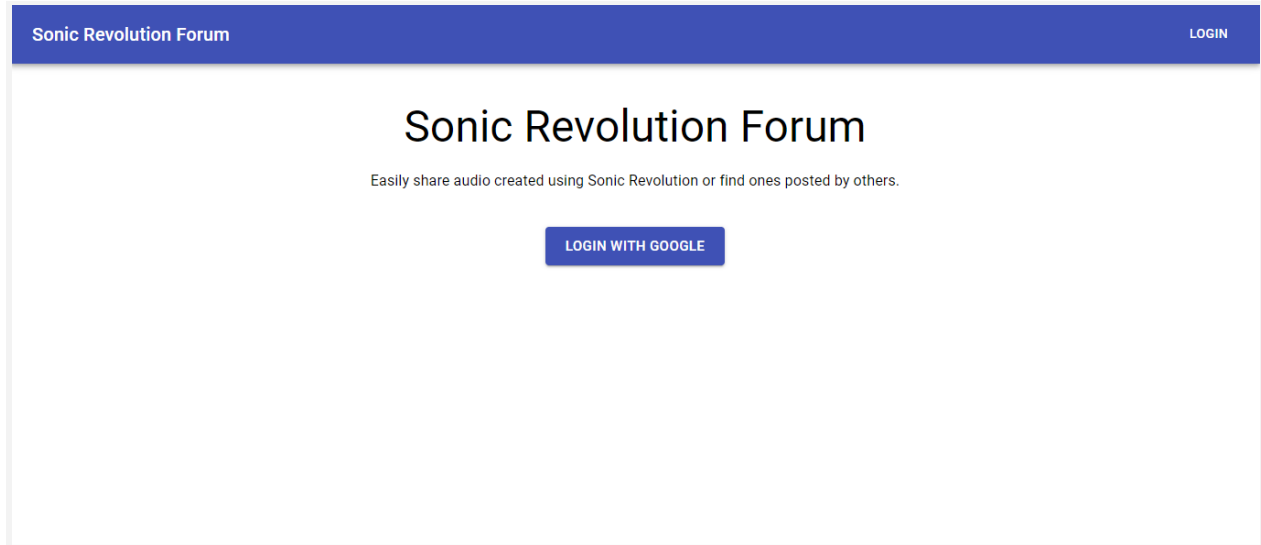 Sonic Revolution Forum
LOGIN
Sonic Revolution Forum
Easily share audio created using Sonic Revolution or find ones posted by others.
LOGIN WITH GOOGLE